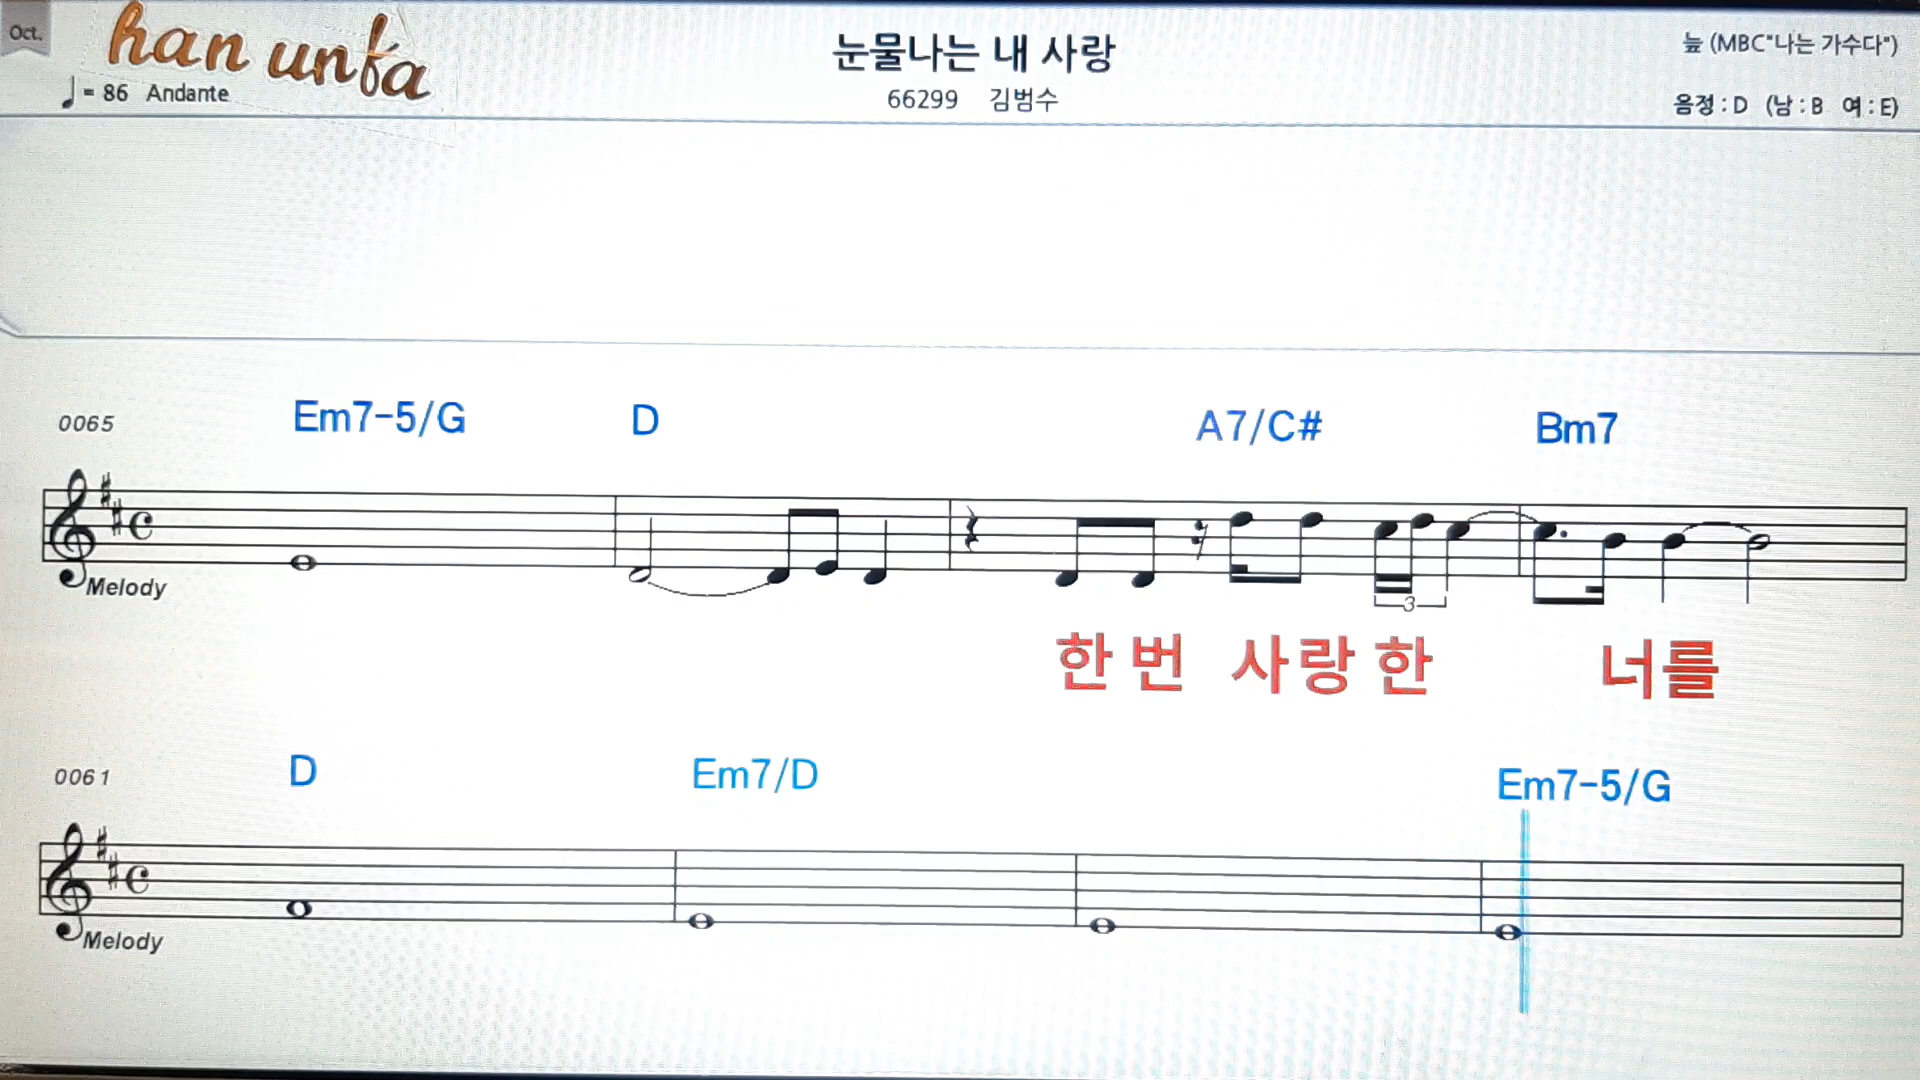 Oct.
han unfa
♩= 86 Andante
눈물나는 내 사랑
66299 김범수
늪 (MBC"나는 가수다")
음정 : D (남 : B 여 : E)
0065 Em7-5/G D A7/C# Bm7
Melody
3
한 번 사랑 한 너를
0061 D Em7/D Em7-5/G
Melody